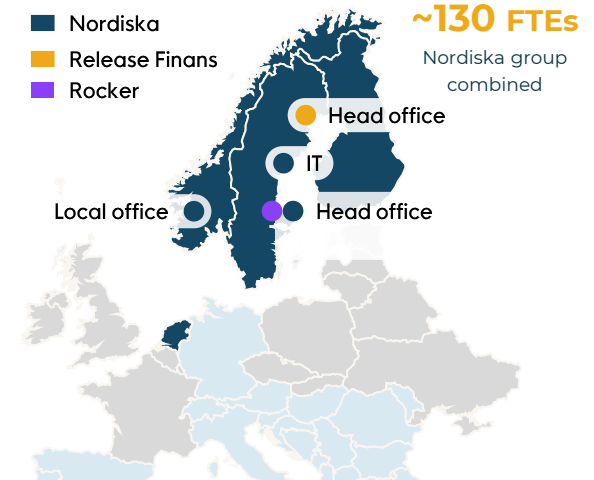 Nordiska
Release Finans
Rocker
~130 FTEs
Nordiska group
combined
Head office
IT
Local office
Head office